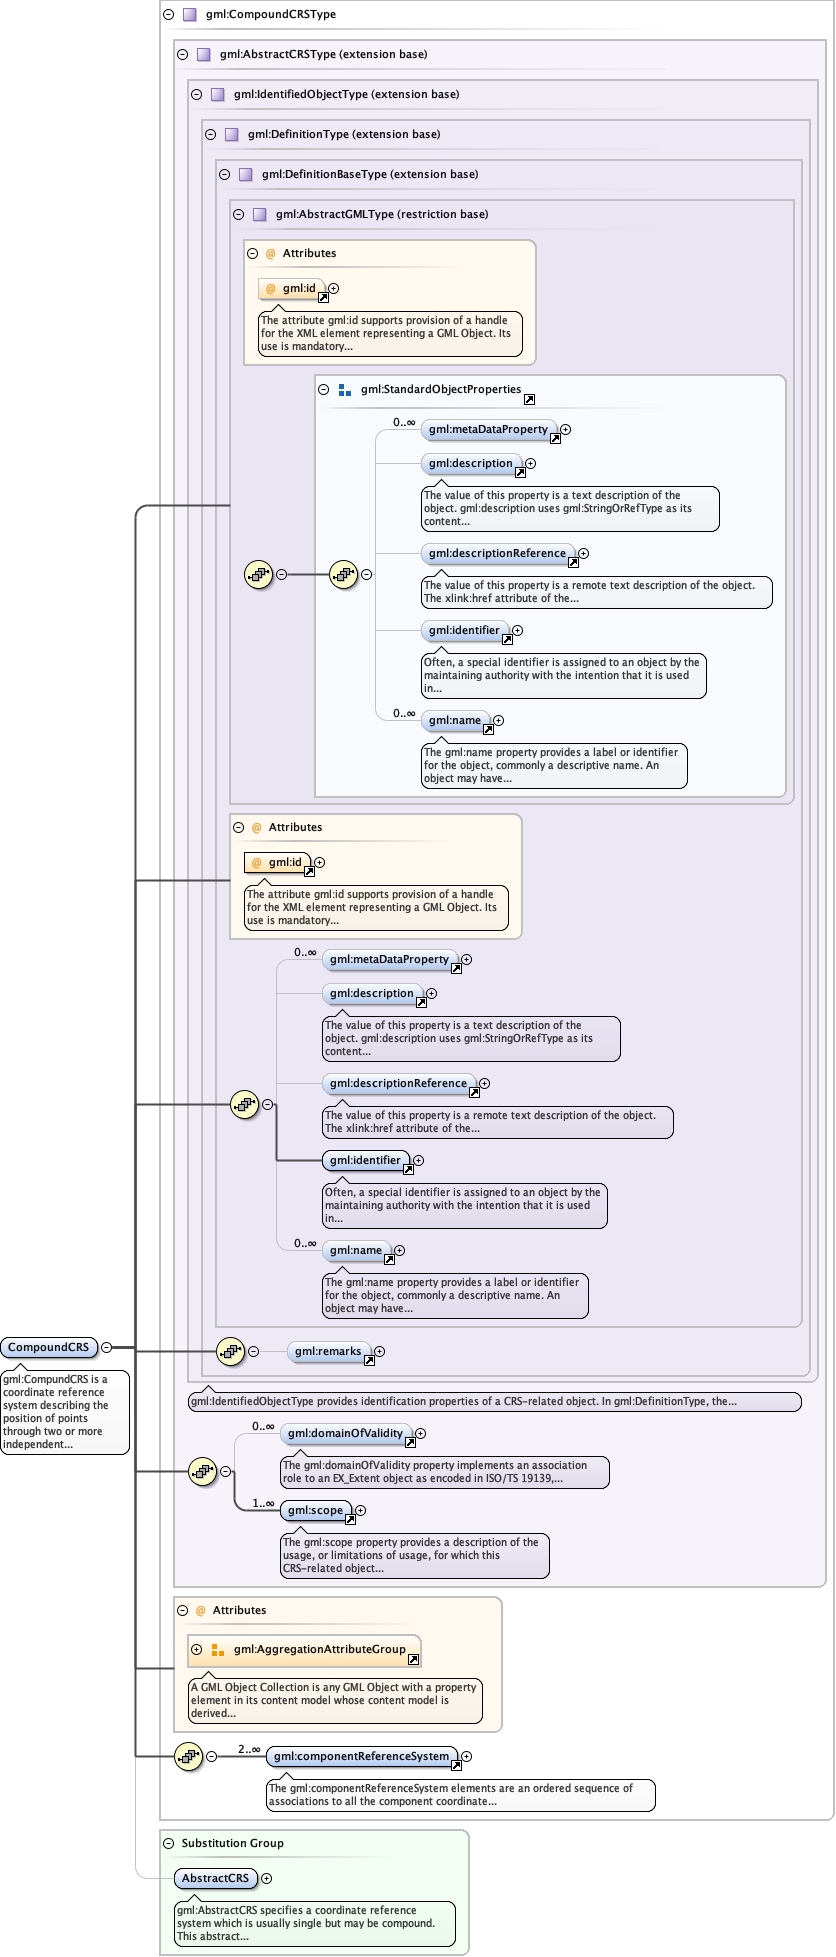 gml:CompoundCRSType
gml:AbstractCRSType (extension base)
gml:IdentifiedObjectType (extension base)
gml:DefinitionType (extension base)
gml:DefinitionBaseType (extension base)
gml:AbstractGMLType (restriction base)
@ Attributes
@ gml:id
The attribute gml:id supports provision of a handle
for the XML element representing a GML Object. Its
use is mandatory...
gml:StandardObjectProperties
0..∞ gml:metaDataProperty
gml:description
The value of this property is a text description of the
object. gml:description uses gml:StringOrRefType as its
content...
gml:descriptionReference
The value of this property is a remote text description of the object.
The xlink:href attribute of the...
gml:identifier
Often, a special identifier is assigned to an object by the
maintaining authority with the intention that it is used
in...
0..∞ gml:name
The gml:name property provides a label or identifier
for the object, commonly a descriptive name. An
object may have...
@ Attributes
@ gml:id
The attribute gml:id supports provision of a handle
for the XML element representing a GML Object. Its
use is mandatory...
0..∞ gml:metaDataProperty
gml:description
The value of this property is a text description of the
object. gml:description uses gml:StringOrRefType as its
content...
gml:descriptionReference
The value of this property is a remote text description of the object.
The xlink:href attribute of the...
gml:identifier
Often, a special identifier is assigned to an object by the
maintaining authority with the intention that it is used
in...
0..∞ gml:name
The gml:name property provides a label or identifier
for the object, commonly a descriptive name. An
object may have...
CompoundCRS
gml:CompundCRS is a
coordinate reference
system describing the
position of points
through two or more
independent...
gml:remarks
gml:IdentifiedObjectType provides identification properties of a CRS-related object. In gml:DefinitionType, the...
0..∞ gml:domainOfValidity
The gml:domainOfValidity property implements an association
role to an EX_Extent object as encoded in ISO/TS 19139,...
1..∞ gml:scope
The gml:scope property provides a description of the
usage, or limitations of usage, for which this
CRS-related object...
@ Attributes
gml:AggregationAttributeGroup
A GML Object Collection is any GML Object with a property
element in its content model whose content model is
derived...
2..∞ gml:componentReferenceSystem
The gml:componentReferenceSystem elements are an ordered sequence of
associations to all the component coordinate...
Substitution Group
AbstractCRS
gml:AbstractCRS specifies a coordinate reference
system which is usually single but may be compound.
This abstract...